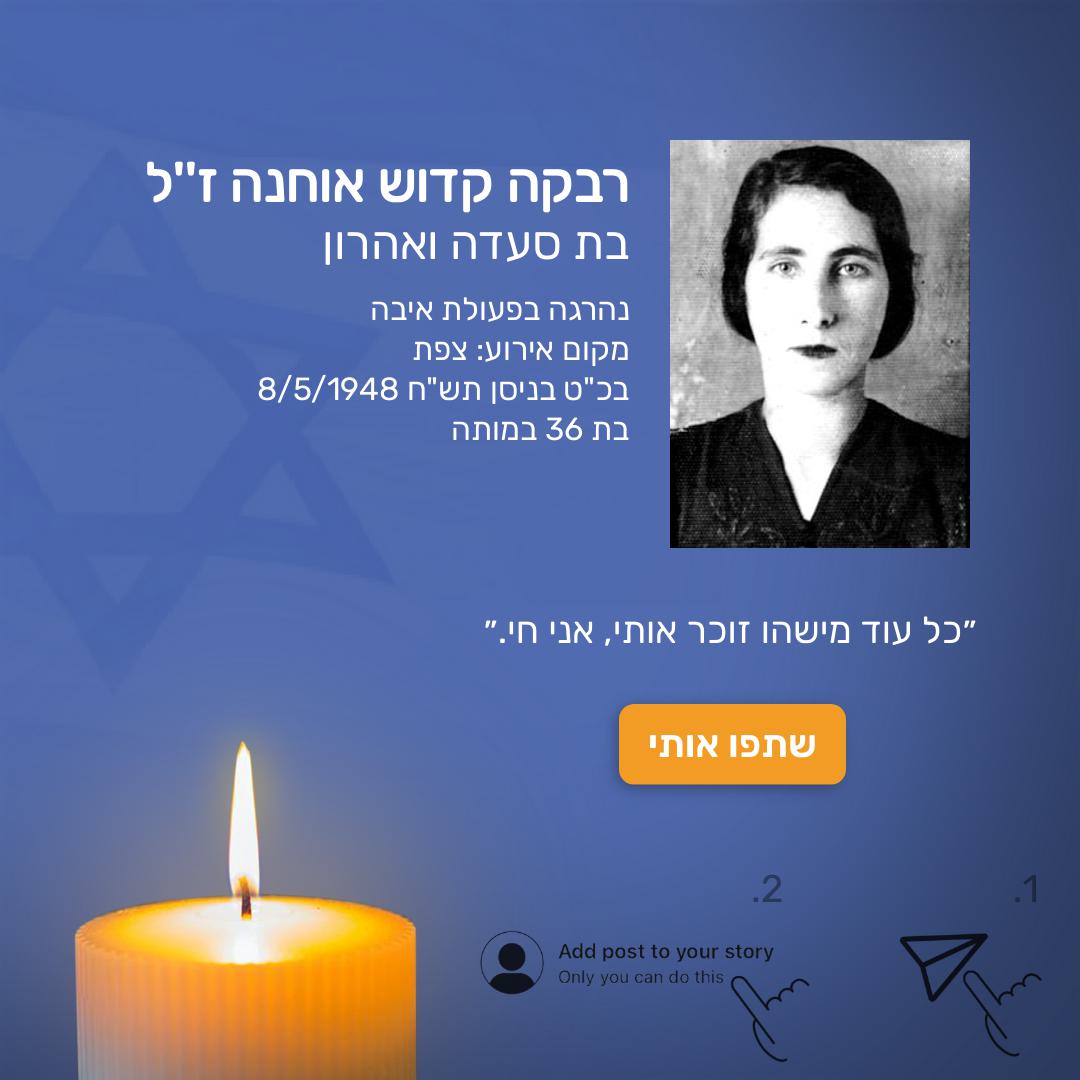 רבקה קדוש אוחנה ז"ל
בת סעדה ואהרון
נהרגה בפעולת איבה
מקום אירוע: צפת
בכ"ט בניסן תש"ח 8/5/1948
בת 36 במותה
״כל עוד מישהו זוכר אותי, אני חי.״
שתפו אותי
1.
2.
Add post to your story
Only you can do this